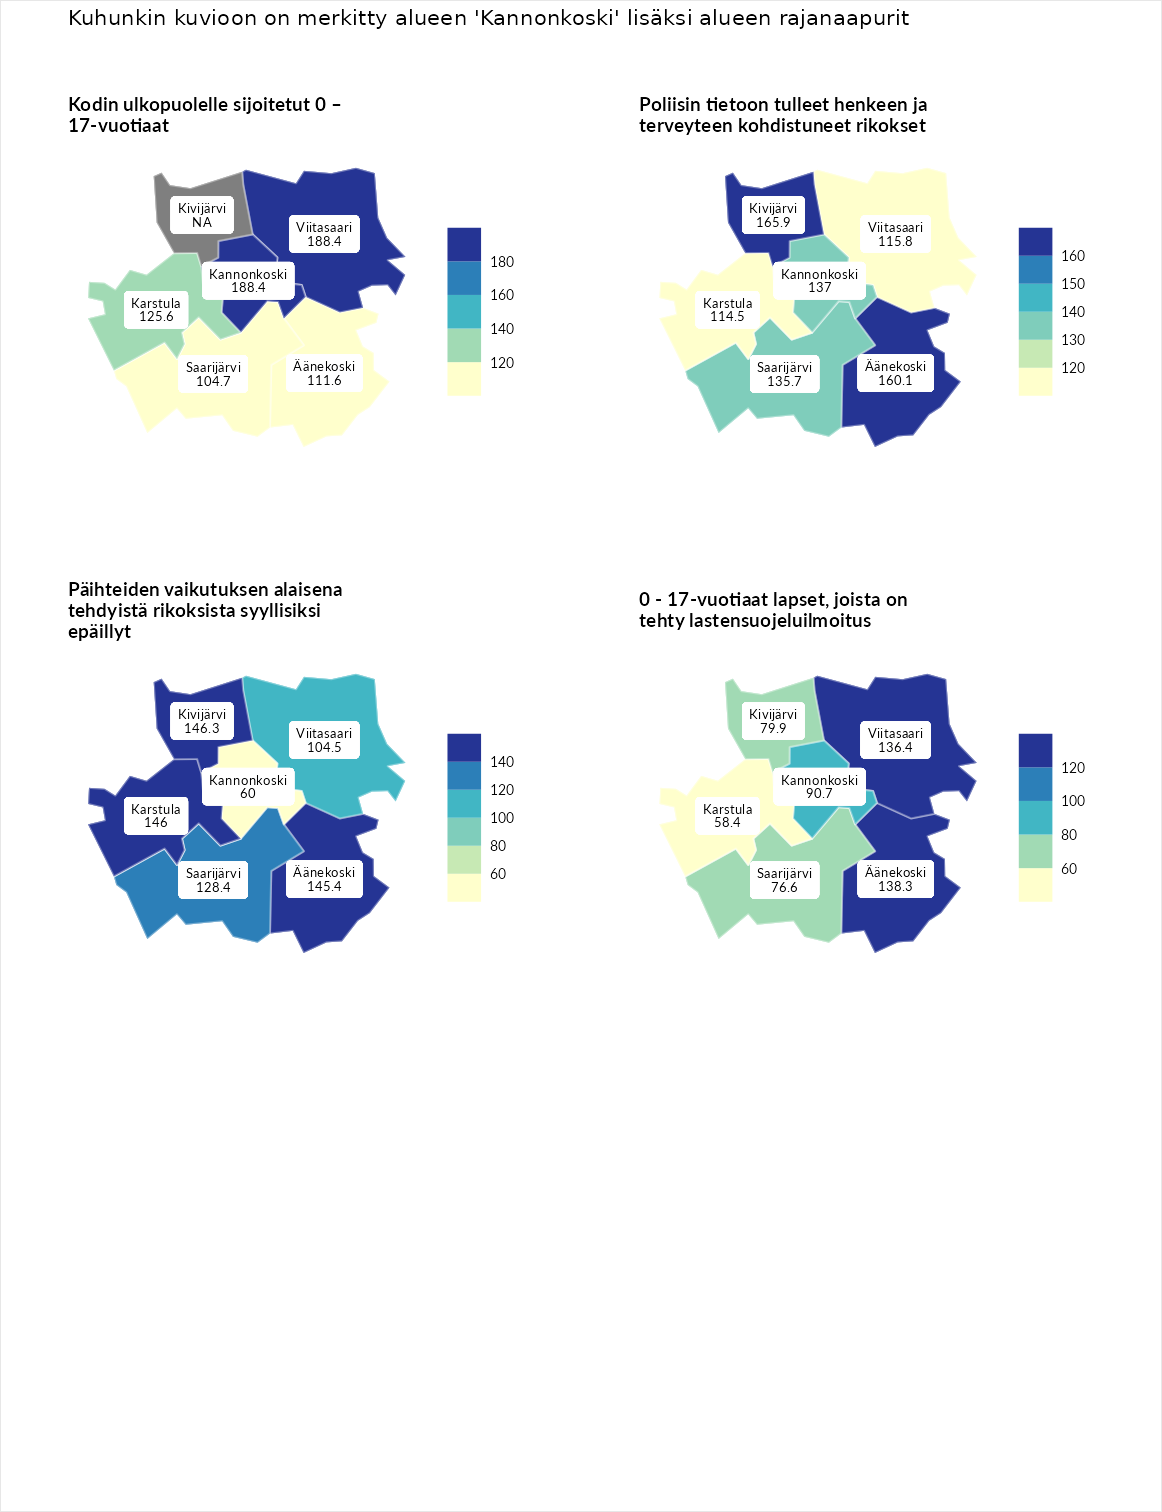 Kuhunkin kuvioon on merkitty alueen 'Kannonkoski' lisäksi alueen rajanaapurit
Kodin ulkopuolelle sijoitetut 0 –
17-vuotiaat
Kivijärvi
NA
Viitasaari
188.4
Kannonkoski
188.4
Karstula
125.6
Saarijärvi
104.7
Äänekoski
111.6
180
160
140
120
Poliisin tietoon tulleet henkeen ja
terveyteen kohdistuneet rikokset
Kivijärvi
165.9
Viitasaari
115.8
Kannonkoski
137
Karstula
114.5
Saarijärvi
135.7
Äänekoski
160.1
160
150
140
130
120
Päihteiden vaikutuksen alaisena
tehdyistä rikoksista syyllisiksi
epäillyt
Kivijärvi
146.3
Viitasaari
104.5
Kannonkoski
60
Karstula
146
Saarijärvi
128.4
Äänekoski
145.4
140
120
100
80
60
0 - 17-vuotiaat lapset, joista on
tehty lastensuojeluilmoitus
Kivijärvi
79.9
Viitasaari
136.4
Kannonkoski
90.7
Karstula
58.4
Saarijärvi
76.6
Äänekoski
138.3
120
100
80
60